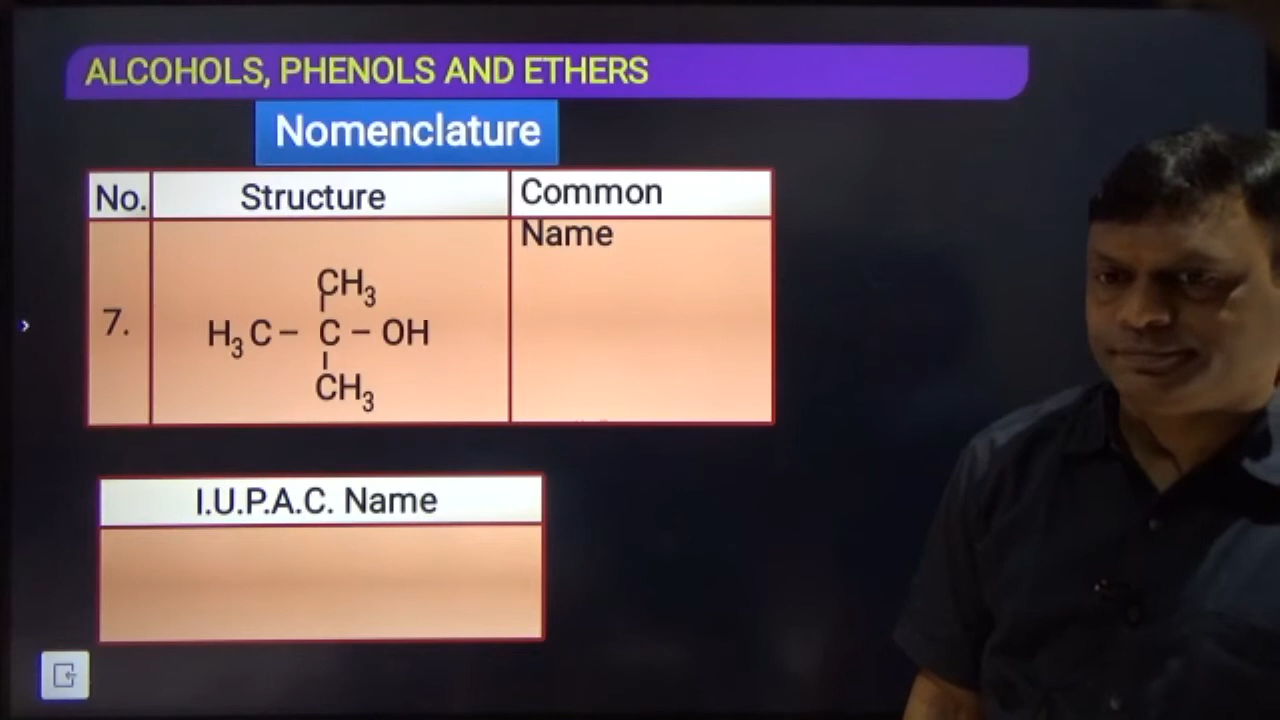 ALCOHOLS, PHENOLS AND ETHERS
Nomenclature
No. Structure Common Name
7.
CH3
H3C – C – OH
CH3
I.U.P.A.C. Name